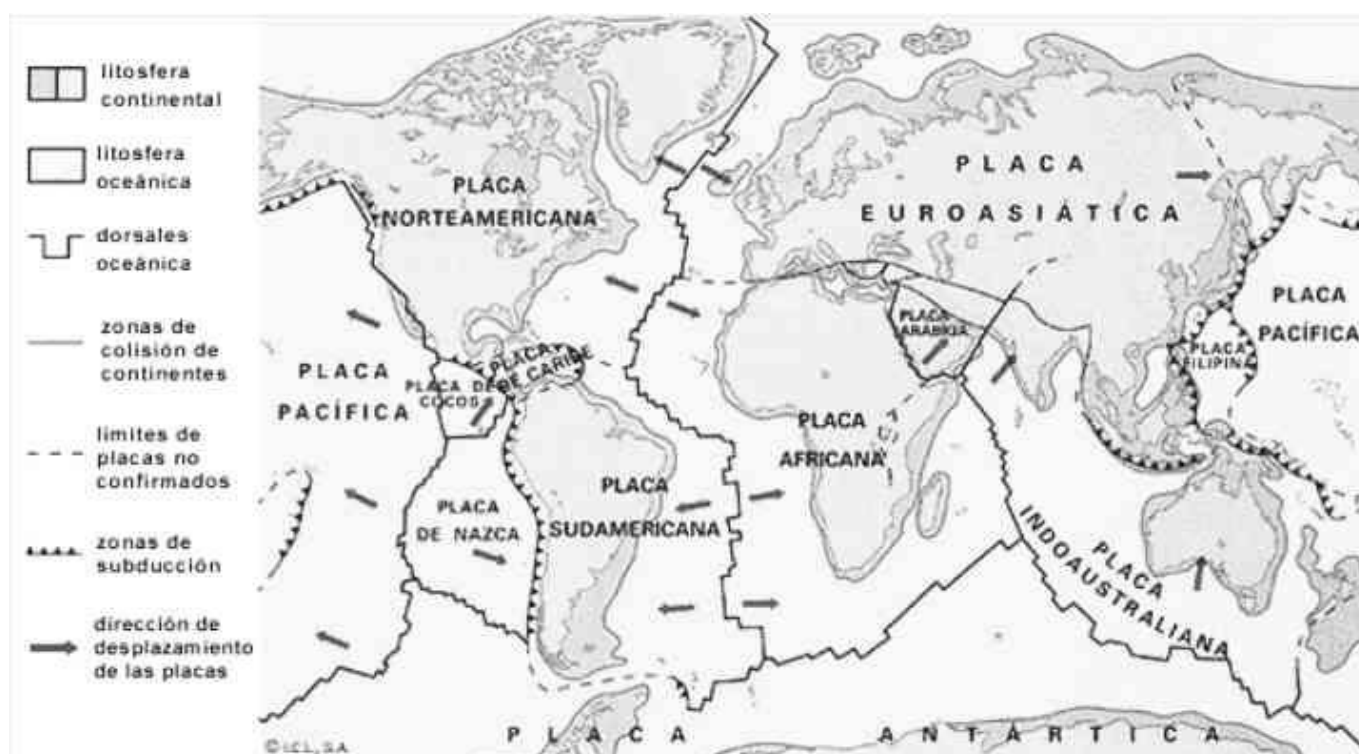 litosfera
continental
litosfera
oceánica
dorsales
oceánica
zonas de
colisión de
continentes
limites de
placas no
confirmados
zonas de
subducción
dirección de
desplazamiento
de las placas
PLACA
NORTEAMERICANA
PLACA
EUROASIÁTICA
PLACA
ARABIGA
PLACA
PACÍFICA
PLACA
FILIPINA
PLACA
DE CARIBE
PLACA DE
COCOS
PLACA
PACÍFICA
PLACA
AFRICANA
PLACA
SUDAMERICANA
PLACA
DE NAZCA
PLACA
INDOAUSTRALIANA
PLACA ANTÁRTICA
© LCL, S.A.